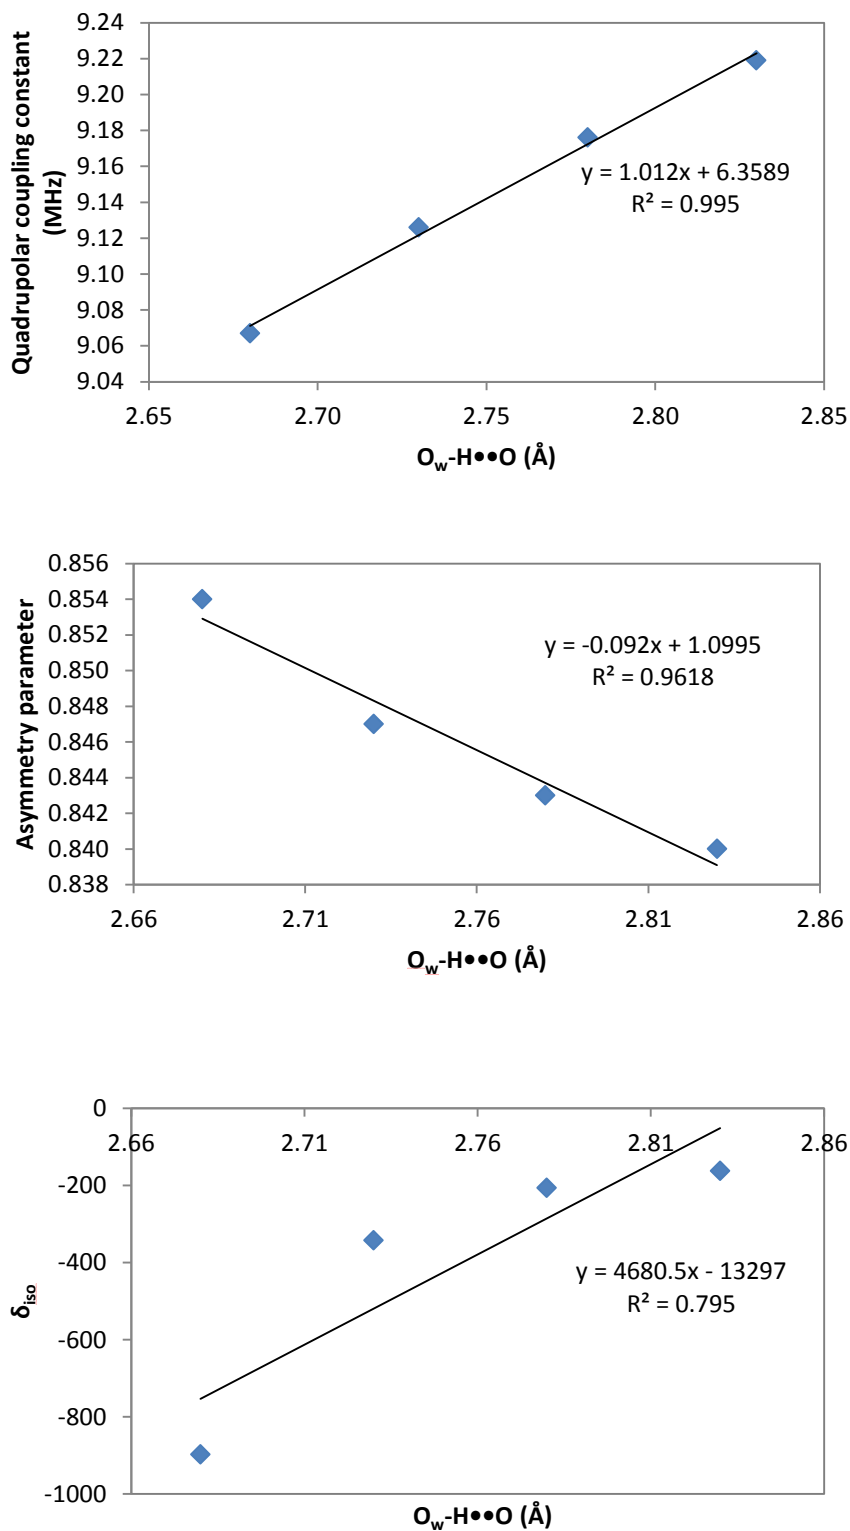 9.24
9.22
9.20
9.18
9.16
9.14
9.12
9.10
9.08
9.06
9.04
Quadrupolar coupling constant
(MHz)
y = 1.012x + 6.3589
R² = 0.995
2.65 2.70 2.75 2.80 2.85
Ow-H••O (Å)
0.856
0.854
0.852
0.850
0.848
0.846
0.844
0.842
0.840
0.838
Asymmetry parameter
y = -0.092x + 1.0995
R² = 0.9618
2.66 2.71 2.76 2.81 2.86
Ow-H••O (Å)
0
-200
-400
-600
-800
-1000
2.66 2.71 2.76 2.81 2.86
δiso
y = 4680.5x - 13297
R² = 0.795
Ow-H••O (Å)